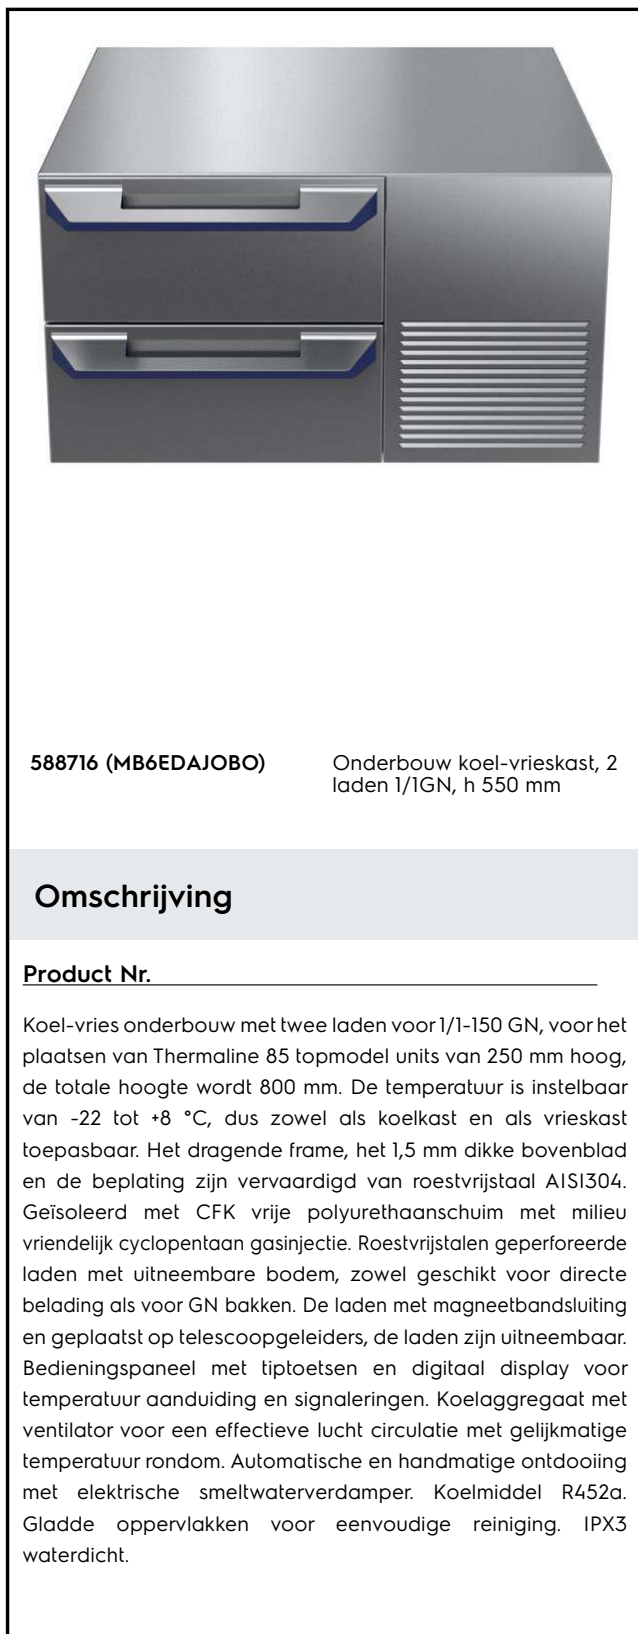 588716 (MB6EDAJOBO)
Onderbouw koel-vrieskast, 2
laden 1/1GN, h 550 mm
Omschrijving
Product Nr.
Koel-vries onderbouw met twee laden voor 1/1-150 GN, voor het
plaatsen van Thermaline 85 topmodel units van 250 mm hoog,
de totale hoogte wordt 800 mm. De temperatuur is instelbaar
van -22 tot +8 °C, dus zowel als koelkast en als vrieskast
toepasbaar. Het dragende frame, het 1,5 mm dikke bovenblad
en de beplating zijn vervaardigd van roestvrijstaal AISI304.
Geïsoleerd met CFK vrije polyurethaanschuim met milieu
vriendelijk cyclopentaan gasinjectie. Roestvrijstalen geperforeerde
laden met uitneembare bodem, zowel geschikt voor directe
belading als voor GN bakken. De laden met magneetbandsluiting
en geplaatst op telescoopgeleiders, de laden zijn uitneembaar.
Bedieningspaneel met tiptoetsen en digitaal display voor
temperatuur aanduiding en signaleringen. Koelaggregaat met
ventilator voor een effectieve lucht circulatie met gelijkmatige
temperatuur rondom. Automatische en handmatige ontdooiing
met elektrische smeltwaterverdamper. Koelmiddel R452a.
Gladde oppervlakken voor eenvoudige reiniging. IPX3
waterdicht.